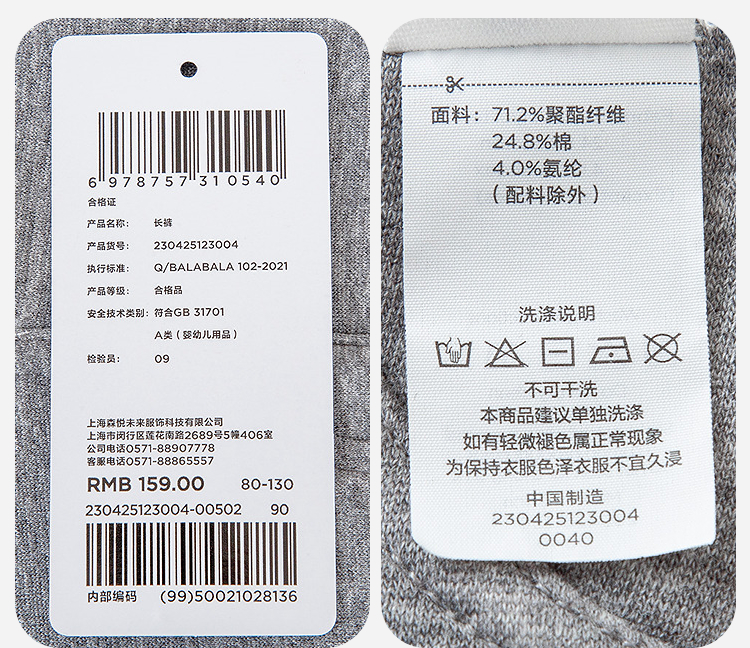 6 978757 310540
合格证
产品名称: 长裤
产品货号: 230425123004
执行标准: Q/BALABALA 102-2021
产品等级: 合格品
安全技术类别: 符合GB 31701
A类 (婴幼儿用品)
检验员: 09
上海森悦未来服饰科技有限公司
上海市闵行区莲花南路2689号5幢406室
公司电话0571-88907778
客服电话0571-88865557
RMB 159.00 80-130
230425123004-00502 90
内部编码 (99)50021028136
面料: 71.2%聚酯纤维
24.8%棉
4.0%氨纶
(配料除外)
洗涤说明
不可干洗
本商品建议单独洗涤
如有轻微褪色属正常现象
为保持衣服色泽衣服不宜久浸
中国制造
230425123004
0040